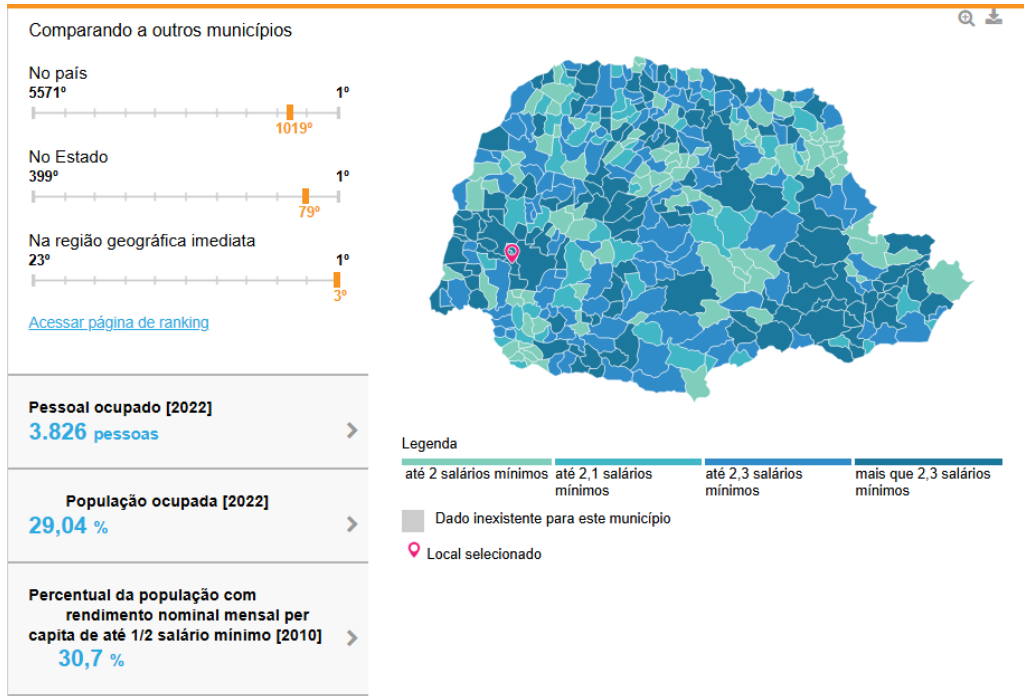 Comparando a outros municípios
No país
5571º 1º
1019º
No Estado
399º 1º
79º
Na região geográfica imediata
23º 1º
3º
Acessar página de ranking
Pessoal ocupado [2022]
3.826 pessoas
População ocupada [2022]
29,04 %
Percentual da população com
rendimento nominal mensal per
capita de até 1/2 salário mínimo [2010]
30,7 %
Legenda
até 2 salários mínimos
até 2,1 salários
mínimos
até 2,3 salários
mínimos
mais que 2,3 salários
mínimos
Dado inexistente para este município
Local selecionado